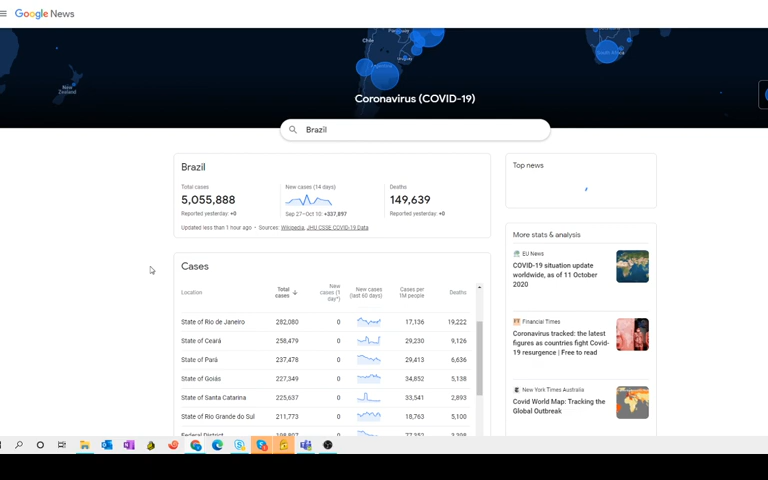 Google News
Chile
Uruguay
New
Zealand
South Africa
Coronavirus (COVID-19)
Brazil
Brazil
Total cases
5,055,888
Reported yesterday: +0
New cases (14 days)
Sep 27–Oct 10: +337,897
Deaths
149,639
Reported yesterday: +0
Updated less than 1 hour ago • Sources: Wikipedia, JHU CSSE COVID-19 Data
Cases
Location
Total
cases ↓
New
cases (1
day*)
New cases
(last 60 days)
Cases per
1M people
Deaths
State of Rio de Janeiro 282,080 0 17,136 19,222
State of Ceará 258,479 0 29,230 9,126
State of Pará 237,478 0 29,413 6,636
State of Goiás 227,349 0 34,852 5,138
State of Santa Catarina 225,637 0 33,541 2,893
State of Rio Grande do Sul 211,773 0 18,763 5,100
Federal District 0 77,352
Top news
More stats & analysis
EU News
COVID-19 situation update
worldwide, as of 11 October
2020
Financial Times
Coronavirus tracked: the latest
figures as countries fight Covid-
19 resurgence | Free to read
New York Times Australia
Covid World Map: Tracking the
Global Outbreak